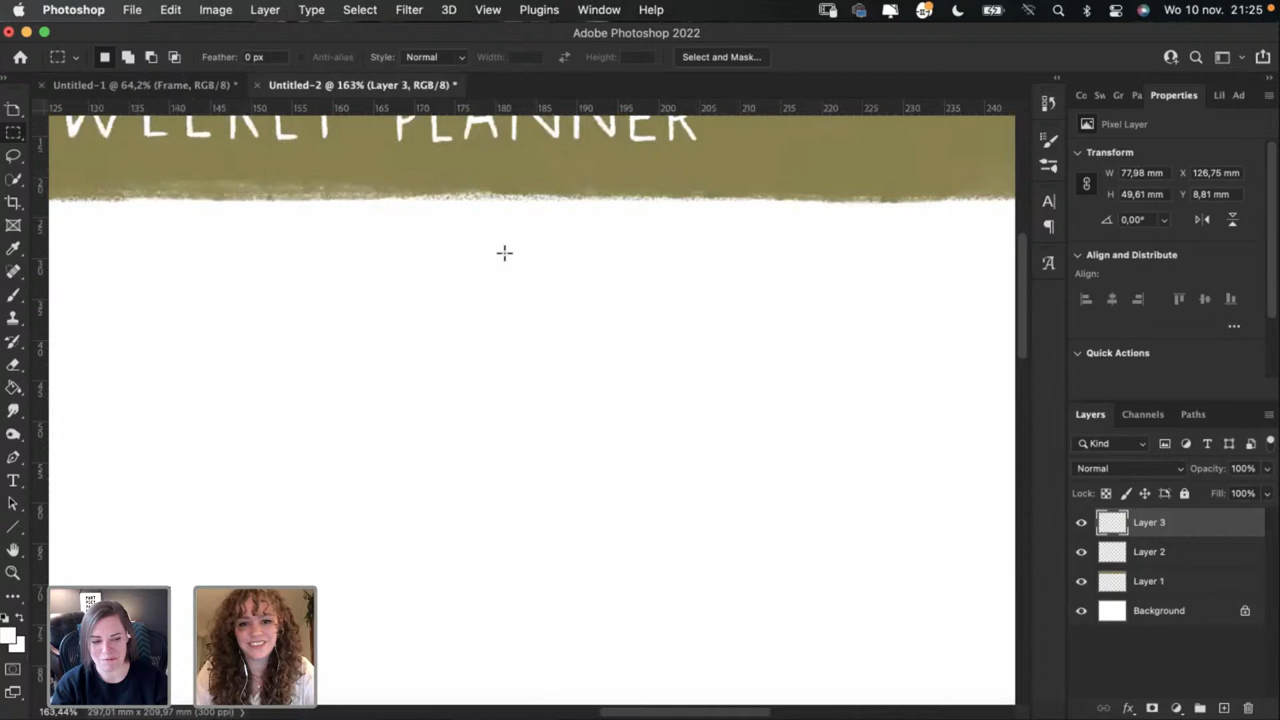 Photoshop File Edit Image Layer Type Select Filter 3D View Plugins Window Help Wo 10 nov. 21:25
Adobe Photoshop 2022
Feather: 0 px Anti-alias Style: Normal Width: Height: Select and Mask...
Untitled-1 @ 64,2% (Frame, RGB/8) * Untitled-2 @ 163% (Layer 3, RGB/8) *
Cc Sw Gr Pa Properties Lil Ad
125 130 135 140 145 150 155 160 165 170 175 180 185 190 195 200 205 210 215 220 225 230 235 240
WEEKLY PLANNER
Pixel Layer
Transform
W 77,98 mm X 126,75 mm
H 49,61 mm Y 8,81 mm
0,00°
Align and Distribute
Align:
Quick Actions
Layers Channels Paths
Kind
Normal Opacity: 100%
Lock: Fill: 100%
Layer 3
Layer 2
Layer 1
Background
163,44% 297,01 mm x 209,97 mm (300 ppi)